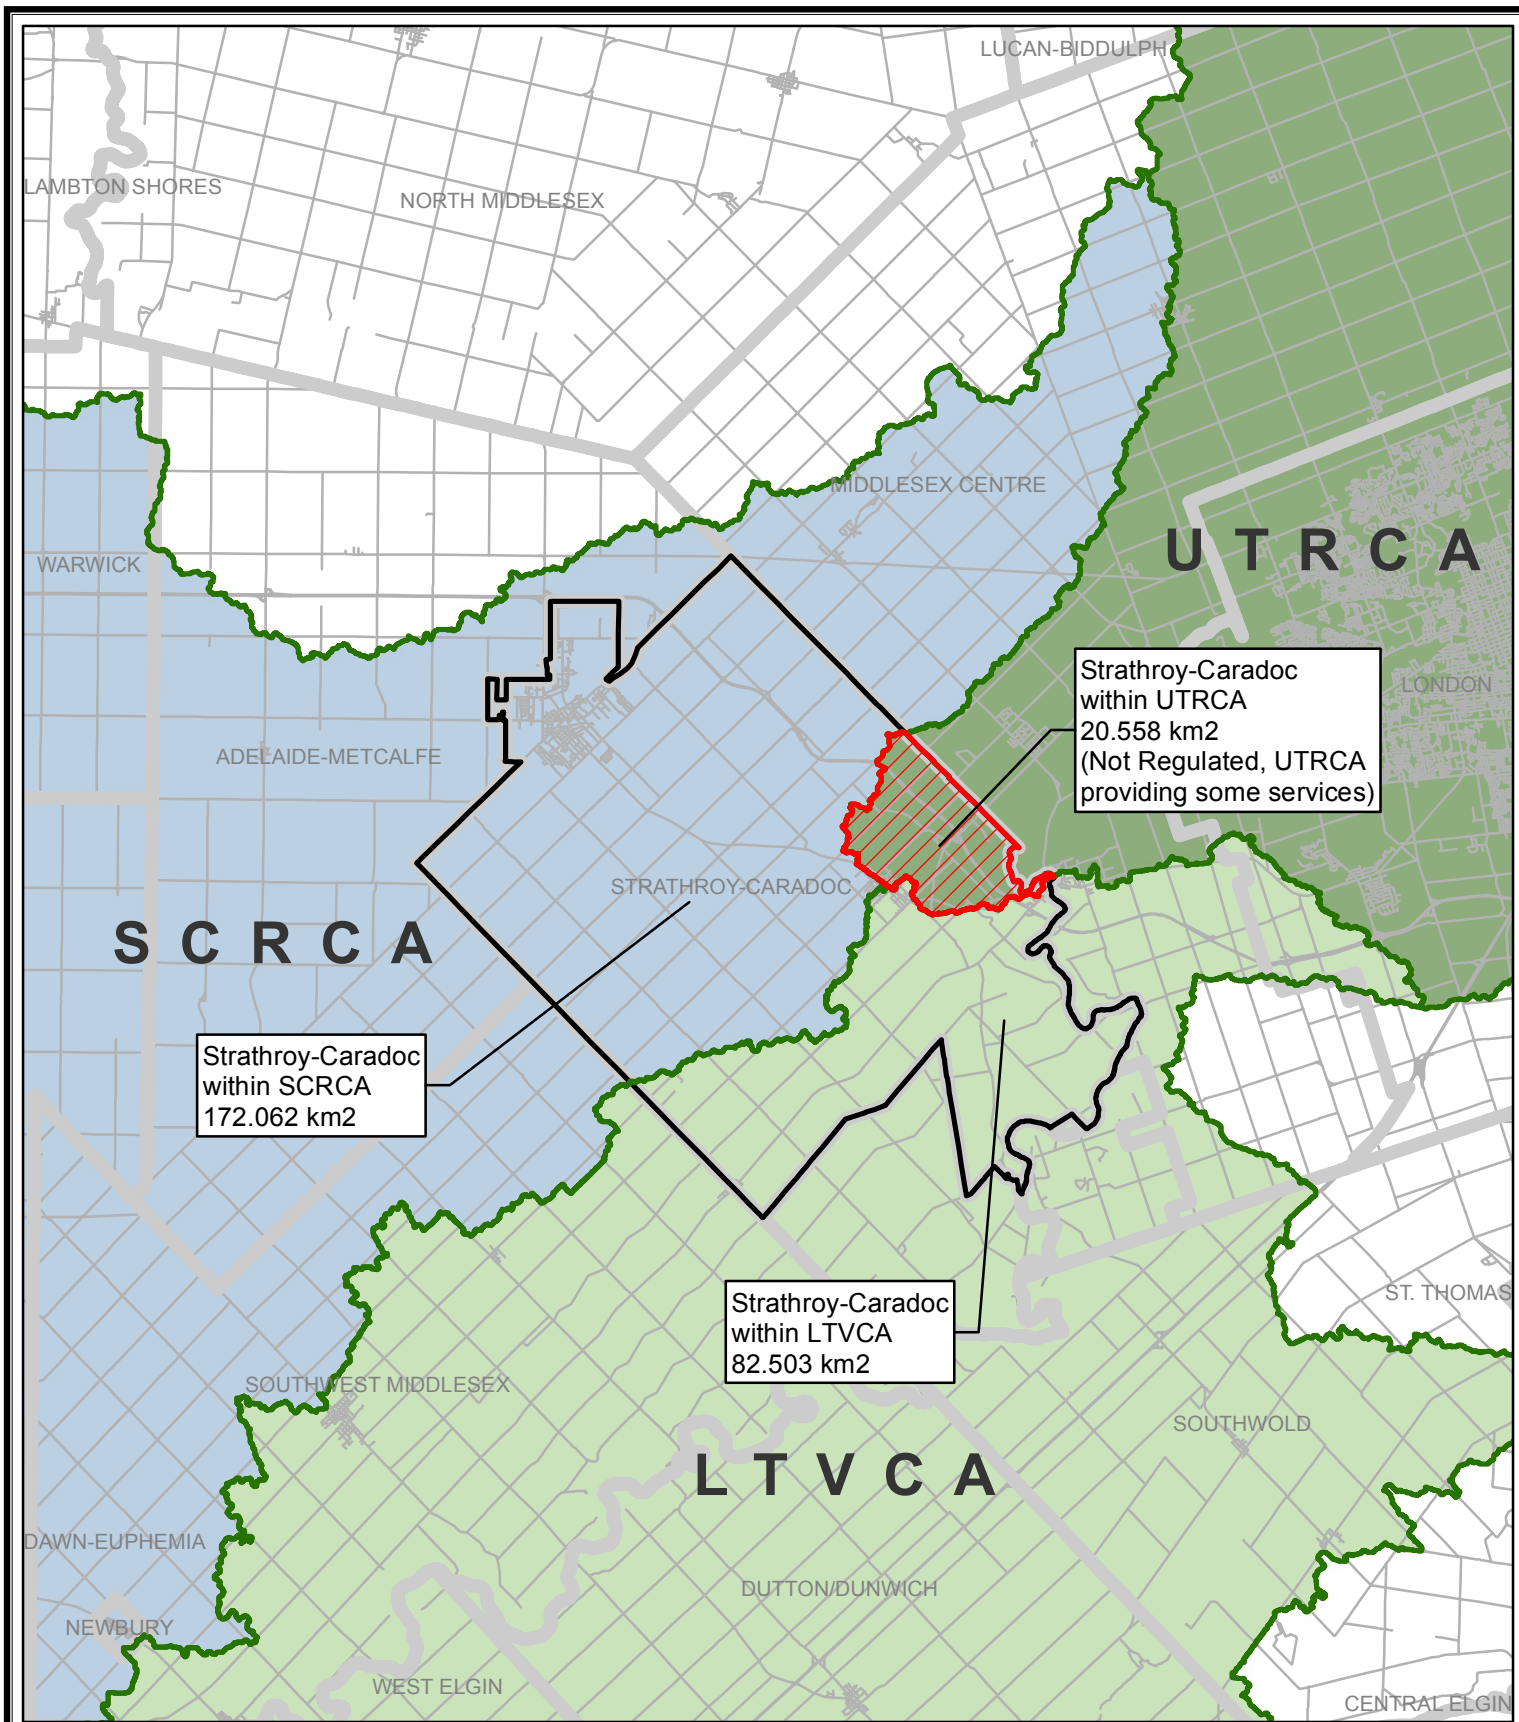 LUCAN-BIDDULPH
LAMBTON SHORES
NORTH MIDDLESEX
MIDDLESEX CENTRE
WARWICK
U T R C A
Strathroy-Caradoc
within UTRCA
20.558 km2
(Not Regulated, UTRCA
providing some services)
LONDON
ADELAIDE-METCALFE
STRATHROY-CARADOC
S C R C A
Strathroy-Caradoc
within SCRCA
172.062 km2
Strathroy-Caradoc
within LTVCA
82.503 km2
ST. THOMAS
SOUTHWEST MIDDLESEX
SOUTHWOLD
L T V C A
DAWN-EUPHEMIA
DUTTON/DUNWICH
NEWBURY
WEST ELGIN
CENTRAL ELGIN